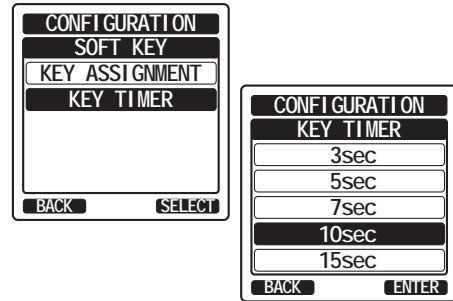 CONFIGURATION
SOFT KEY
KEY ASSIGNMENT
KEY TIMER
BACK SELECT
CONFIGURATION
KEY TIMER
3sec
5sec
7sec
10sec
15sec
BACK ENTER